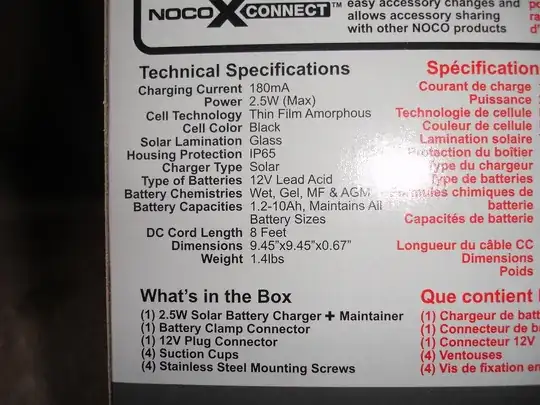 NOCO X CONNECT™
easy accessory changes and
allows accessory sharing
with other NOCO products
Technical Specifications
Charging Current 180mA
Power 2.5W (Max)
Cell Technology Thin Film Amorphous
Cell Color Black
Solar Lamination Glass
Housing Protection IP65
Charger Type Solar
Type of Batteries 12V Lead Acid
Battery Chemistries Wet, Gel, MF & AGM
Battery Capacities 1.2-10Ah, Maintains All
Battery Sizes
DC Cord Length 8 Feet
Dimensions 9.45"x9.45"x0.67"
Weight 1.4lbs
What's in the Box
(1) 2.5W Solar Battery Charger + Maintainer
(1) Battery Clamp Connector
(1) 12V Plug Connector
(4) Suction Cups
(4) Stainless Steel Mounting Screws
po
ra
d'
Spécification
Courant de charge
Puissance
Technologie de cellule
Couleur de cellule
Lamination solaire
Protection du boîtier
Type du chargeur
Type de batteries
Formules chimiques de
batterie
Capacités de batterie
Longueur du câble CC
Dimensions
Poids
Que contient l
(1) Chargeur de batt
(1) Connecteur de b
(1) Connecteur 12V
(4) Ventouses
(4) Vis de fixation en